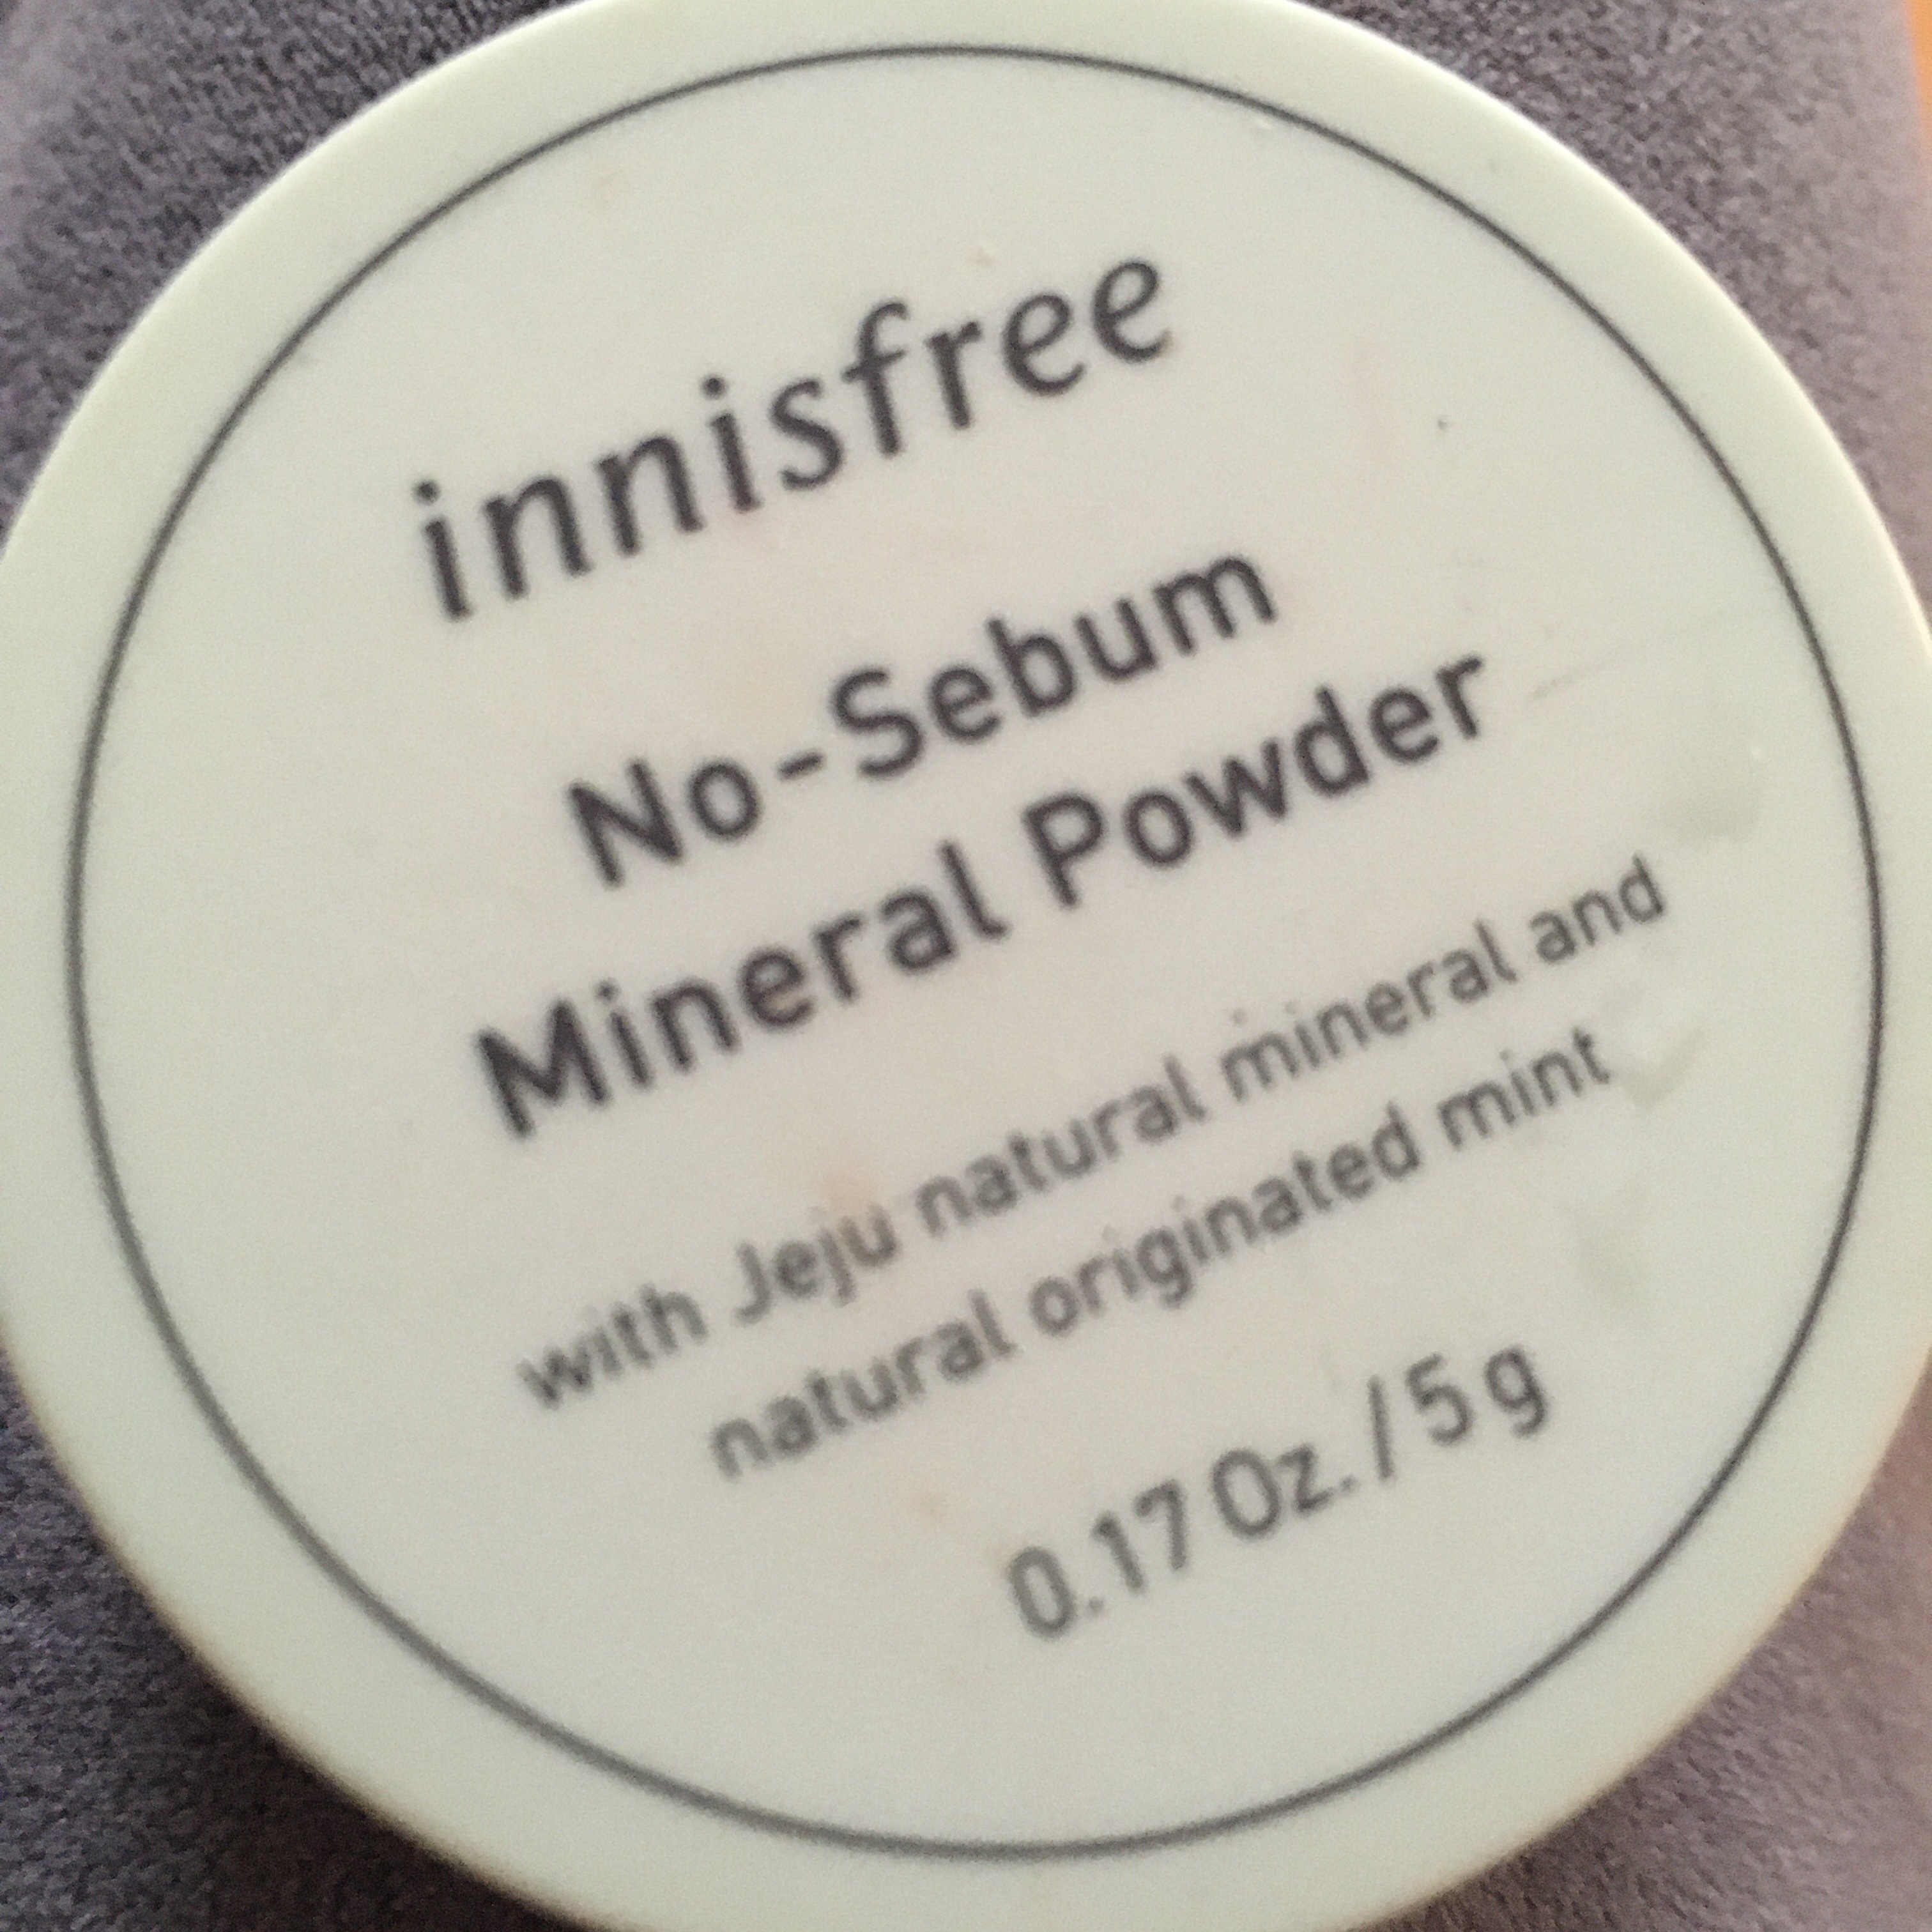 innisfree
No-Sebum
Mineral Powder
with Jeju natural mineral and
natural originated mint
0.17 Oz. / 5 g